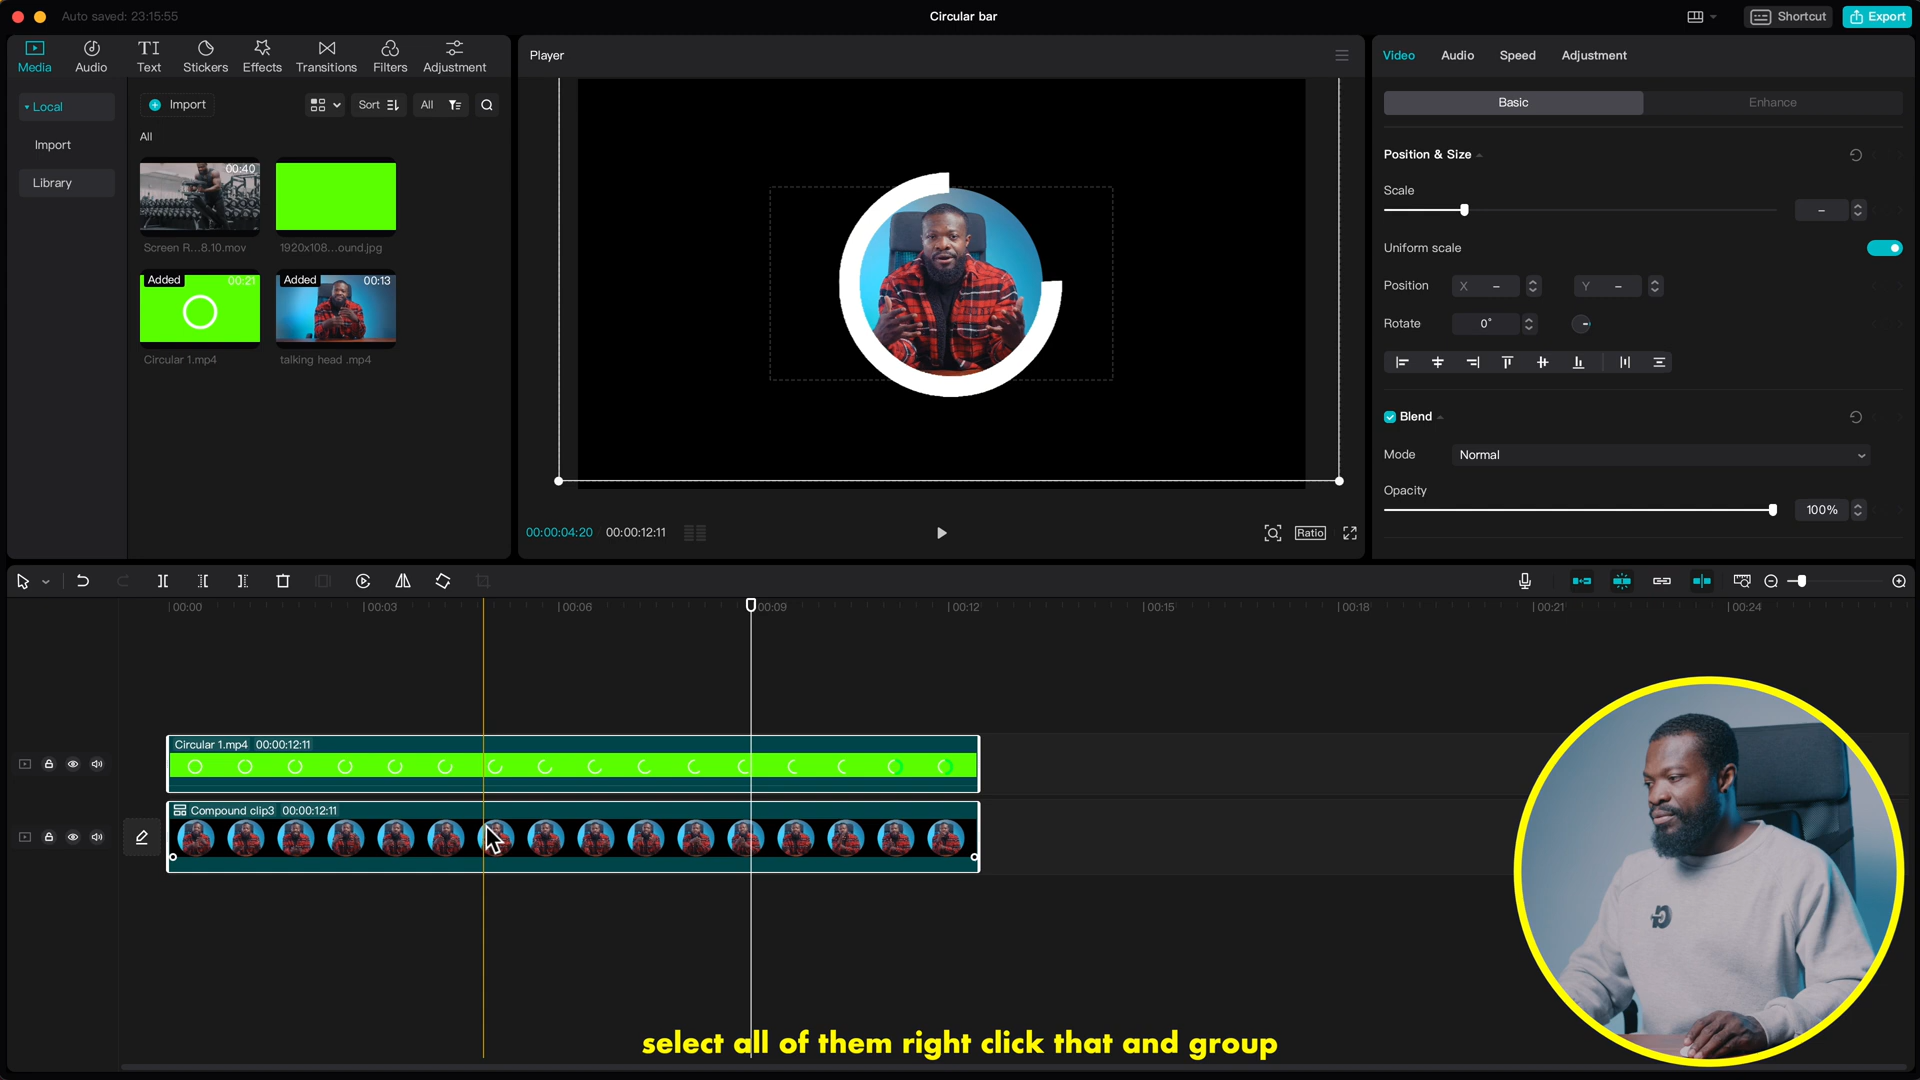 Auto saved: 23:15:55
Circular bar
Shortcut
Export
Media
Audio
Text
Stickers
Effects
Transitions
Filters
Adjustment
Local
Import
Library
Import
Sort
All
All
00:40
Screen R...8.10.mov
1920x108...ound.jpg
Added
00:21
Circular 1.mp4
Added
00:13
talking head .mp4
Player
00:00:04:20
00:00:12:11
Ratio
Video
Audio
Speed
Adjustment
Basic
Enhance
Position & Size
Scale
Uniform scale
Position
X
Y
Rotate
0°
Blend
Mode
Normal
Opacity
100%
00:00
00:03
00:06
00:09
00:12
00:15
00:18
00:21
00:24
Circular 1.mp4 00:00:12:11
Compound clip3 00:00:12:11
select all of them right click that and group